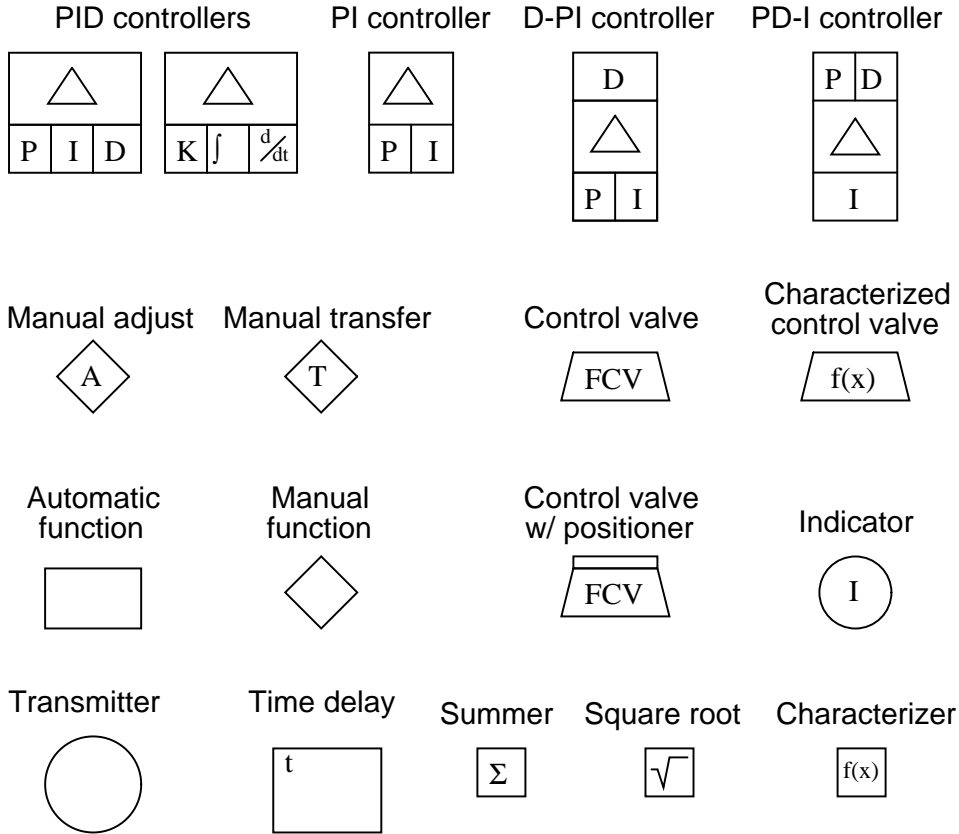 PID controllers
PI controller
D-PI controller
PD-I controller
P I D
K ∫ d/dt
P I
D
P I
P D
I
Manual adjust
Manual transfer
Control valve
Characterized
control valve
A
T
FCV
f(x)
Automatic
function
Manual
function
Control valve
w/ positioner
Indicator
FCV
I
Transmitter
Time delay
Summer
Square root
Characterizer
t
Σ
√
f(x)